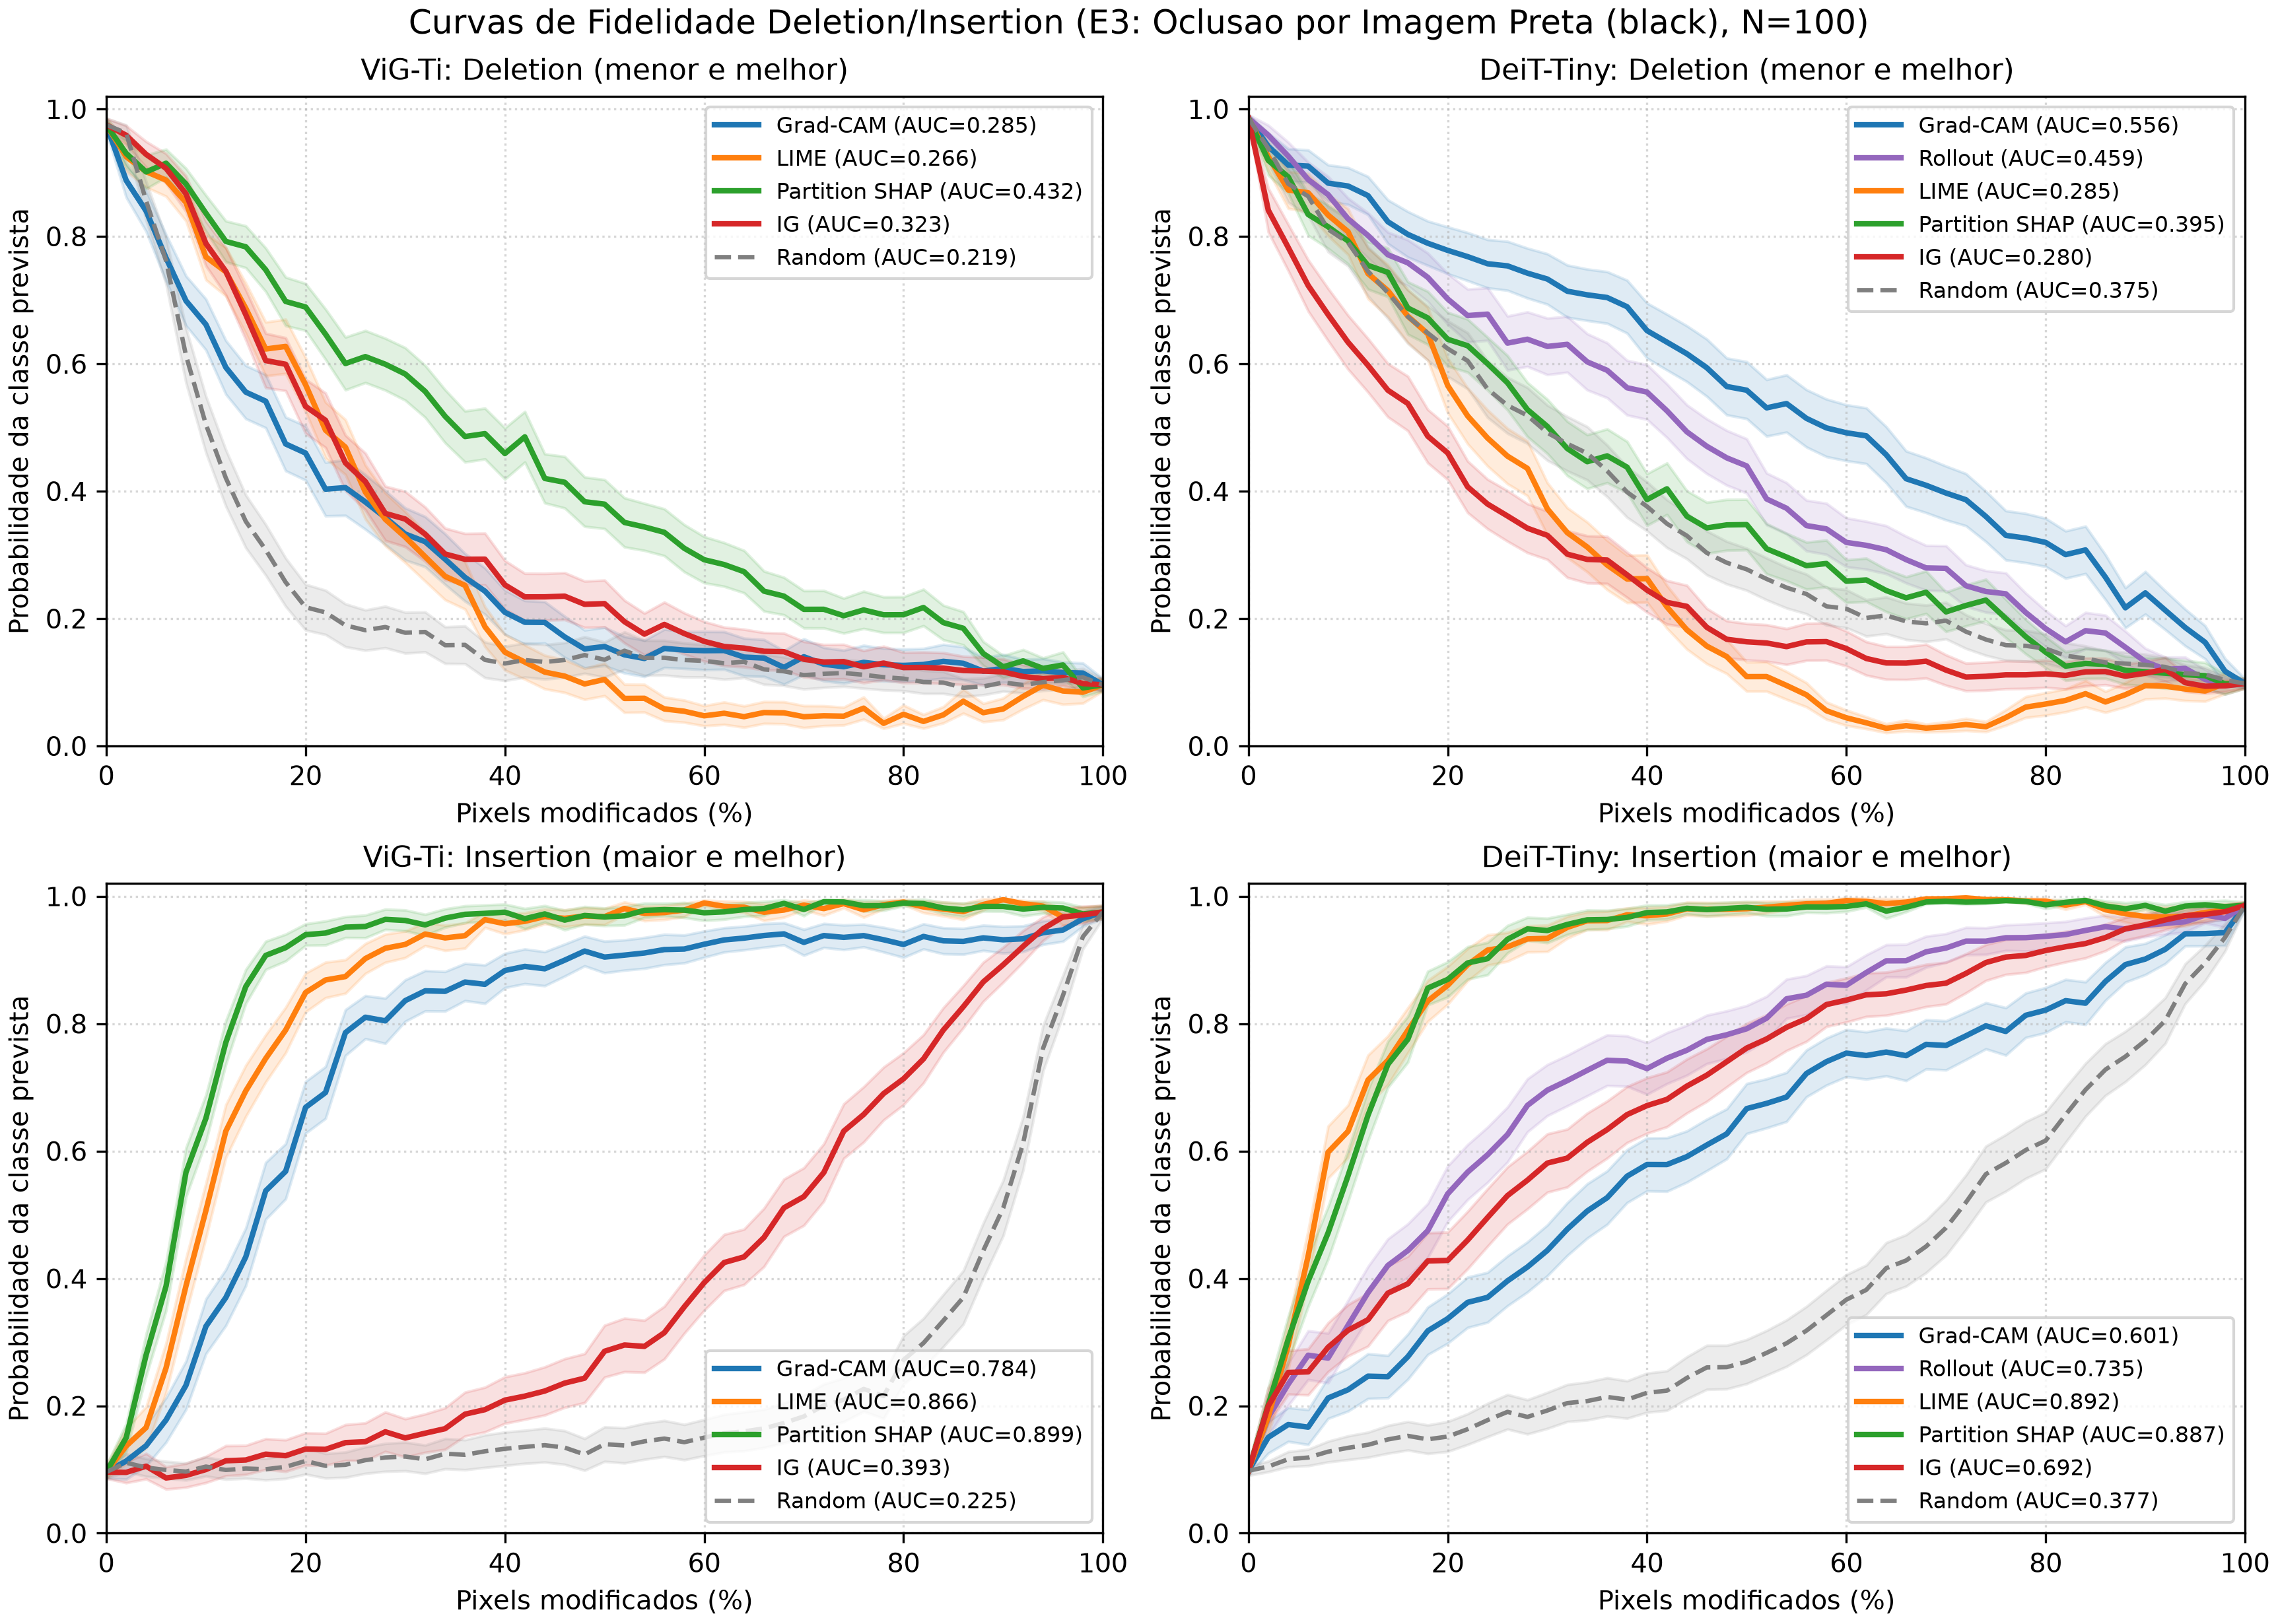 Curvas de Fidelidade Deletion/Insertion (E3: Oclusao por Imagem Preta (black), N=100)
ViG-Ti: Deletion (menor e melhor)
Probabilidade da classe prevista
1.0
0.8
0.6
0.4
0.2
0.0
Grad-CAM (AUC=0.285)
LIME (AUC=0.266)
Partition SHAP (AUC=0.432)
IG (AUC=0.323)
Random (AUC=0.219)
0 20 40 60 80 100
Pixels modificados (%)
DeiT-Tiny: Deletion (menor e melhor)
Probabilidade da classe prevista
1.0
0.8
0.6
0.4
0.2
0.0
Grad-CAM (AUC=0.556)
Rollout (AUC=0.459)
LIME (AUC=0.285)
Partition SHAP (AUC=0.395)
IG (AUC=0.280)
Random (AUC=0.375)
0 20 40 60 80 100
Pixels modificados (%)
ViG-Ti: Insertion (maior e melhor)
Probabilidade da classe prevista
1.0
0.8
0.6
0.4
0.2
0.0
Grad-CAM (AUC=0.784)
LIME (AUC=0.866)
Partition SHAP (AUC=0.899)
IG (AUC=0.393)
Random (AUC=0.225)
0 20 40 60 80 100
Pixels modificados (%)
DeiT-Tiny: Insertion (maior e melhor)
Probabilidade da classe prevista
1.0
0.8
0.6
0.4
0.2
0.0
Grad-CAM (AUC=0.601)
Rollout (AUC=0.735)
LIME (AUC=0.892)
Partition SHAP (AUC=0.887)
IG (AUC=0.692)
Random (AUC=0.377)
0 20 40 60 80 100
Pixels modificados (%)